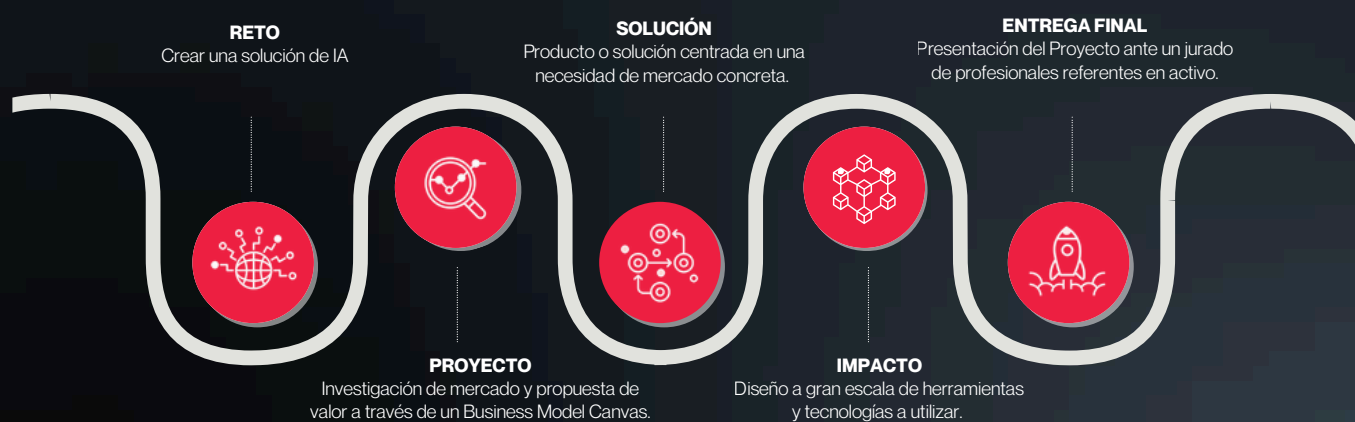 RETO
Crear una solución de IA
PROYECTO
Investigación de mercado y propuesta de
valor a través de un Business Model Canvas.
SOLUCIÓN
Producto o solución centrada en una
necesidad de mercado concreta.
IMPACTO
Diseño a gran escala de herramientas
y tecnologías a utilizar.
ENTREGA FINAL
Presentación del Proyecto ante un jurado
de profesionales referentes en activo.